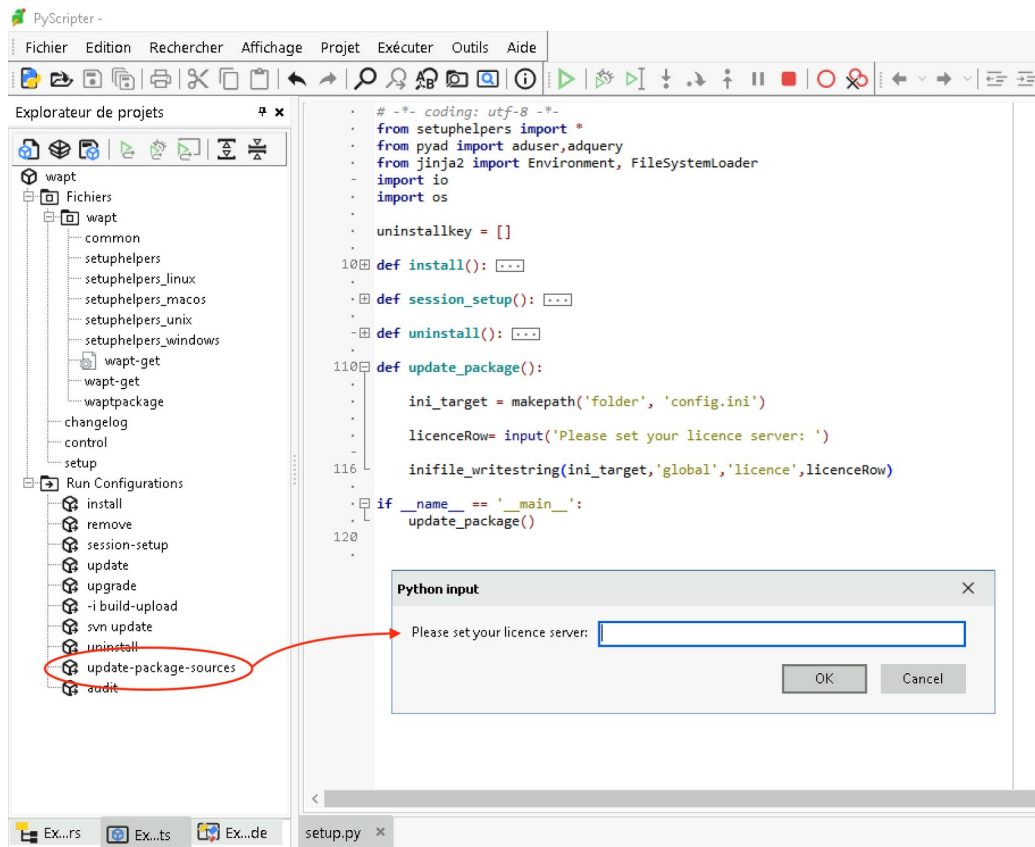 PyScripter -
Fichier Edition Rechercher Affichage Projet Exécuter Outils Aide
Explorateur de projets
wapt
Fichiers
wapt
common
setuphelpers
setuphelpers_linux
setuphelpers_macos
setuphelpers_unix
setuphelpers_windows
wapt-get
wapt-get
waptpackage
changelog
control
setup
Run Configurations
install
remove
session-setup
update
upgrade
-i build-upload
svn update
uninstall
update-package-sources
audit
Ex...rs
Ex...ts
Ex...de
# -*- coding: utf-8 -*-
from setuphelpers import *
from pyad import aduser,adquery
from jinja2 import Environment, FileSystemLoader
import io
import os
uninstallkey = []
10 def install(): ...
def session_setup(): ...
def uninstall(): ...
110 def update_package():
ini_target = makepath('folder', 'config.ini')
licenceRow= input('Please set your licence server: ')
116 inifile_writestring(ini_target,'global','licence',licenceRow)
if __name__ == '__main__':
update_package()
120
Python input
Please set your licence server:
OK Cancel
setup.py